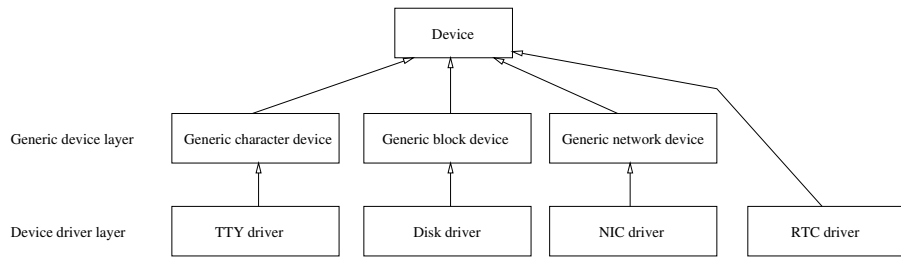 Device
Generic device layer
Generic character device
Generic block device
Generic network device
Device driver layer
TTY driver
Disk driver
NIC driver
RTC driver